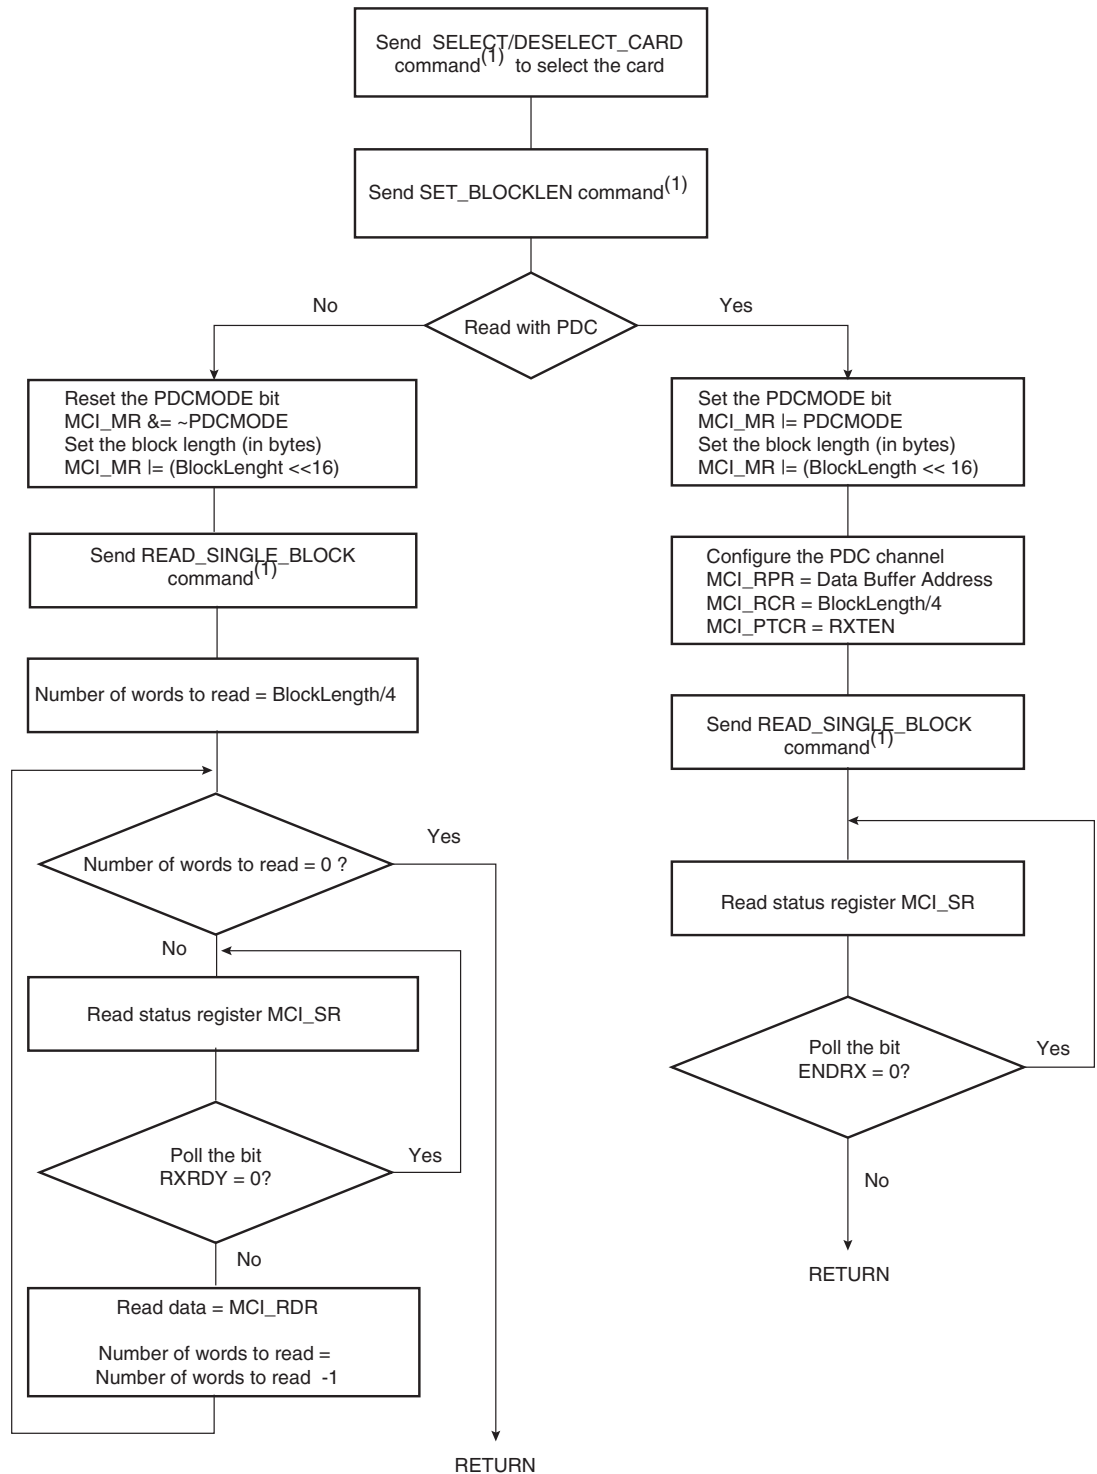 Send SELECT/DESELECT_CARD
command(1) to select the card
Send SET_BLOCKLEN command(1)
No
Yes
Read with PDC
Reset the PDCMODE bit
MCI_MR &= ~PDCMODE
Set the block length (in bytes)
MCI_MR |= (BlockLenght <<16)
Send READ_SINGLE_BLOCK
command(1)
Number of words to read = BlockLength/4
Yes
Number of words to read = 0 ?
No
Read status register MCI_SR
Poll the bit
RXRDY = 0?
Yes
No
Read data = MCI_RDR
Number of words to read =
Number of words to read -1
RETURN
Set the PDCMODE bit
MCI_MR |= PDCMODE
Set the block length (in bytes)
MCI_MR |= (BlockLength << 16)
Configure the PDC channel
MCI_RPR = Data Buffer Address
MCI_RCR = BlockLength/4
MCI_PTCR = RXTEN
Send READ_SINGLE_BLOCK
command(1)
Read status register MCI_SR
Poll the bit
ENDRX = 0?
Yes
No
RETURN